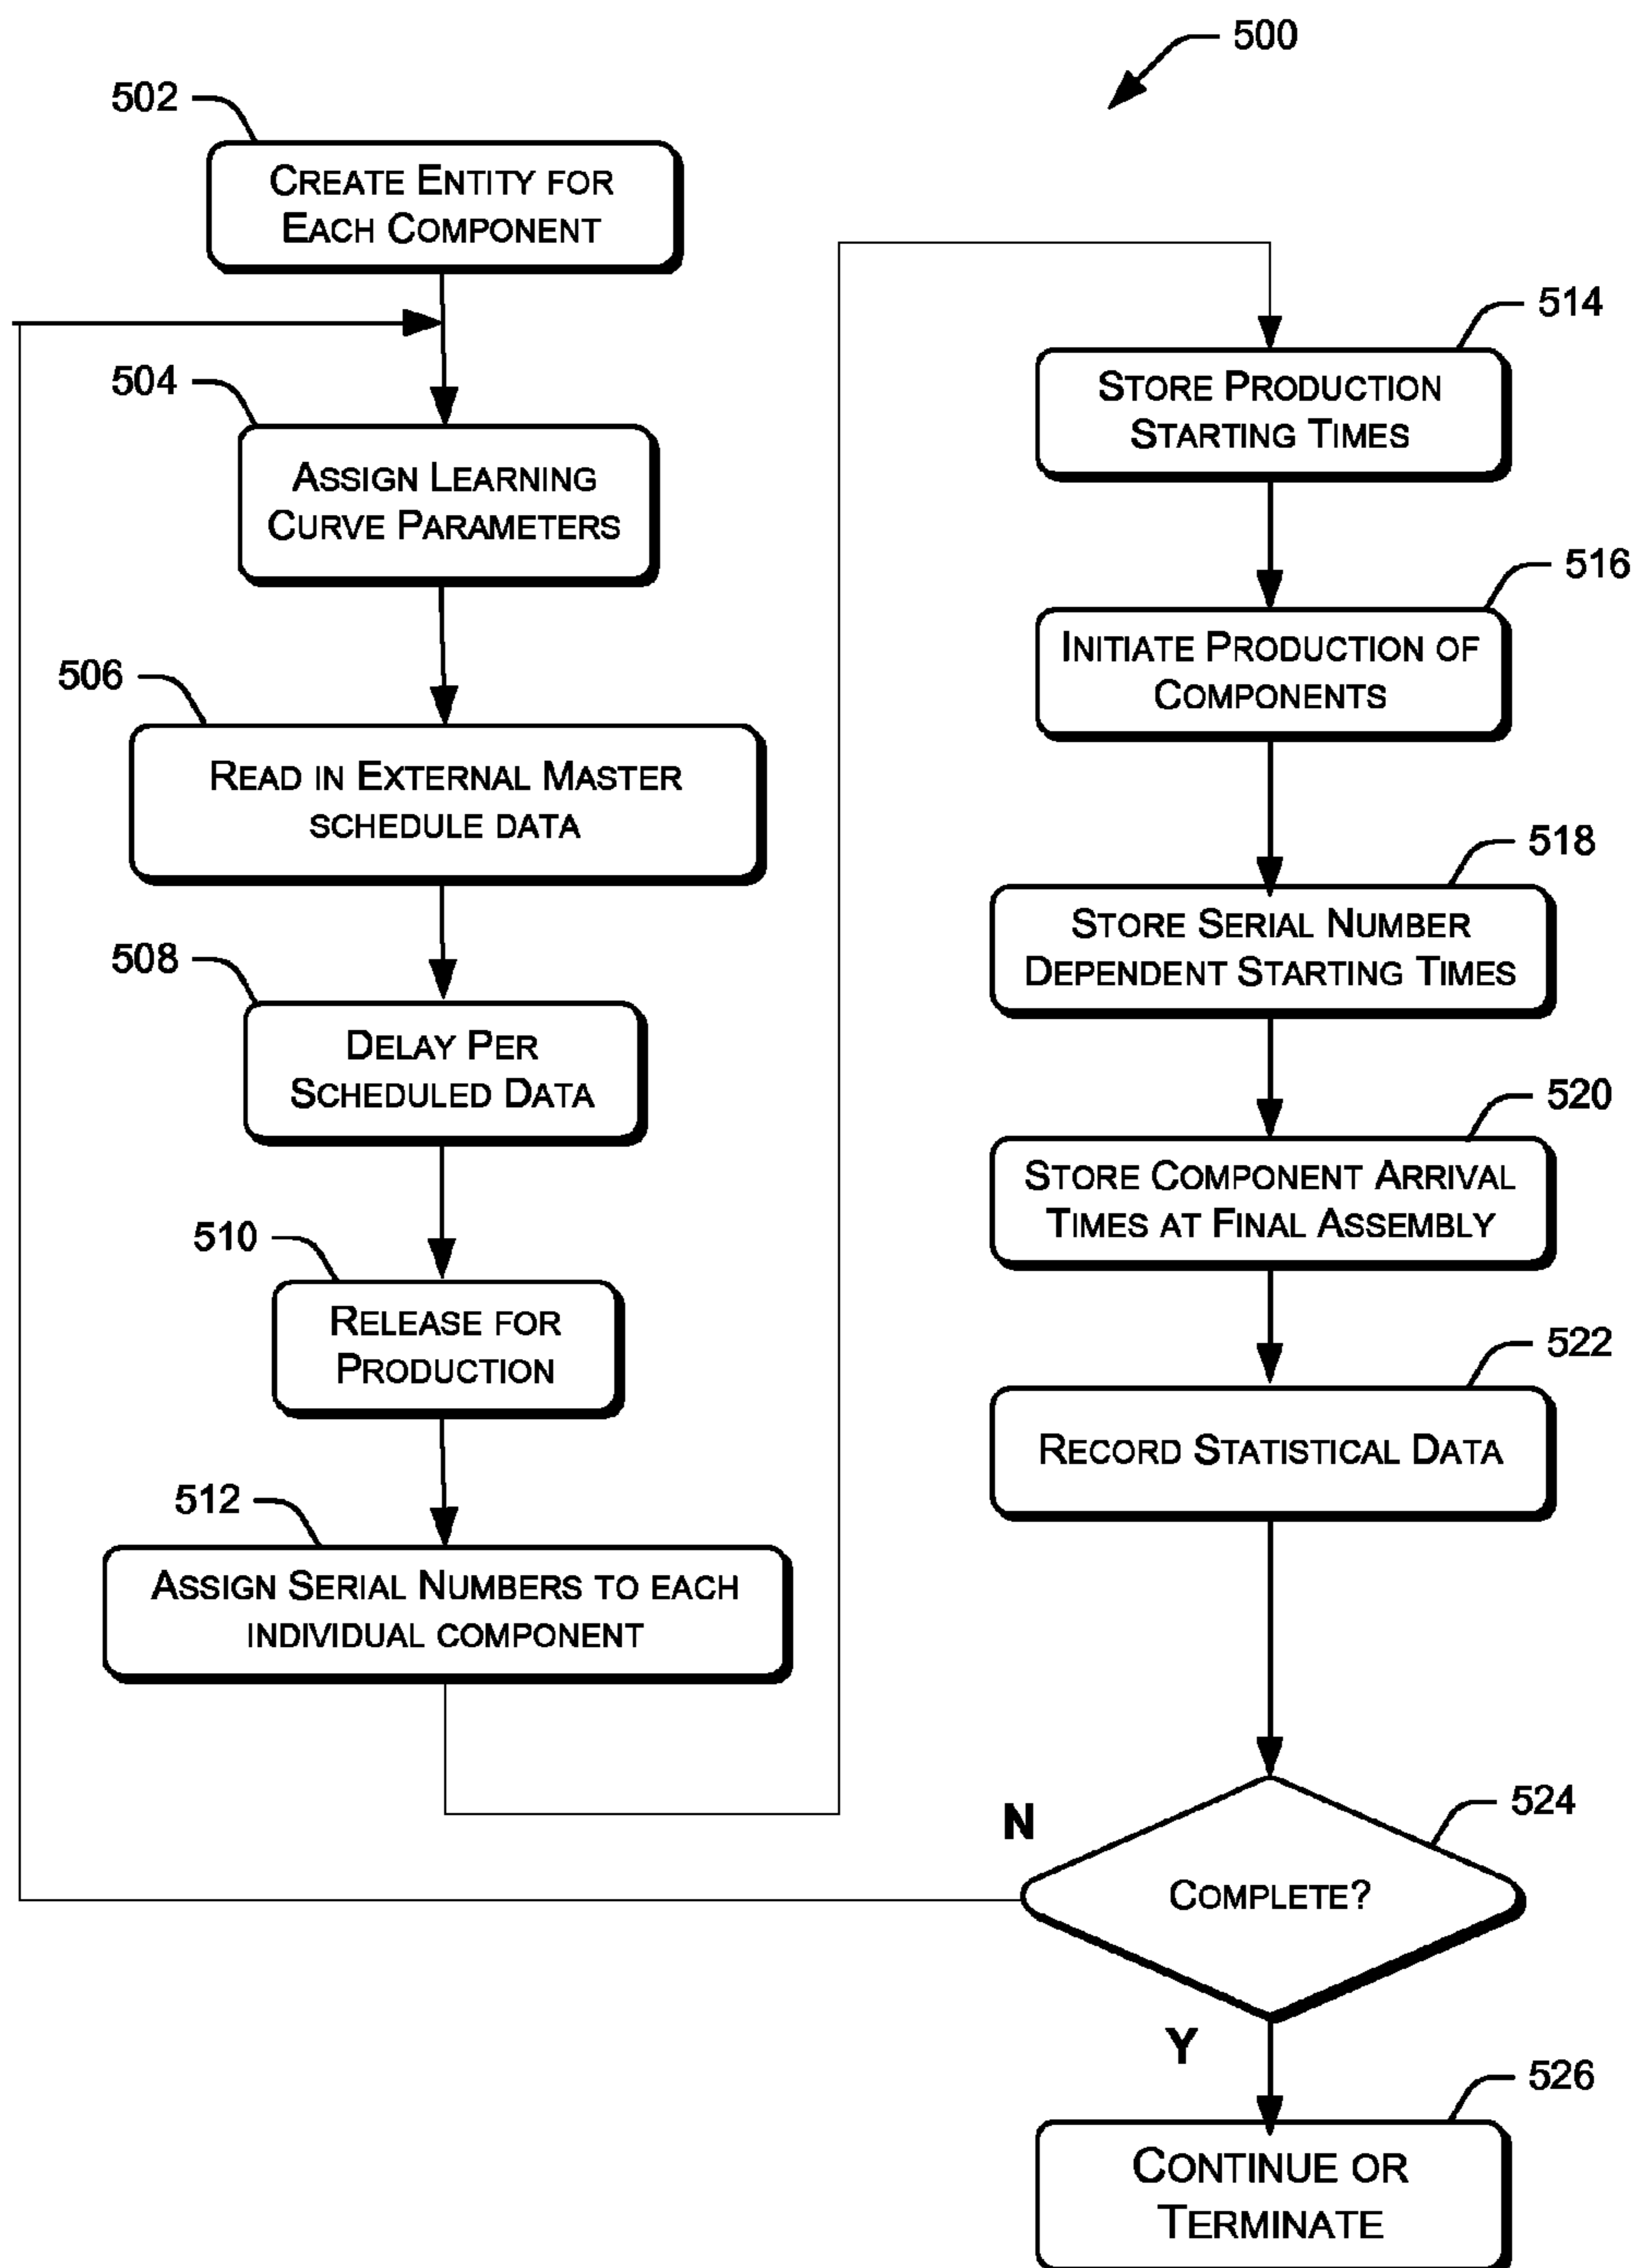 500
502
CREATE ENTITY FOR
EACH COMPONENT
504
ASSIGN LEARNING
CURVE PARAMETERS
506
READ IN EXTERNAL MASTER
SCHEDULE DATA
508
DELAY PER
SCHEDULED DATA
510
RELEASE FOR
PRODUCTION
512
ASSIGN SERIAL NUMBERS TO EACH
INDIVIDUAL COMPONENT
514
STORE PRODUCTION
STARTING TIMES
516
INITIATE PRODUCTION OF
COMPONENTS
518
STORE SERIAL NUMBER
DEPENDENT STARTING TIMES
520
STORE COMPONENT ARRIVAL
TIMES AT FINAL ASSEMBLY
522
RECORD STATISTICAL DATA
524
N
COMPLETE?
Y
526
CONTINUE OR
TERMINATE